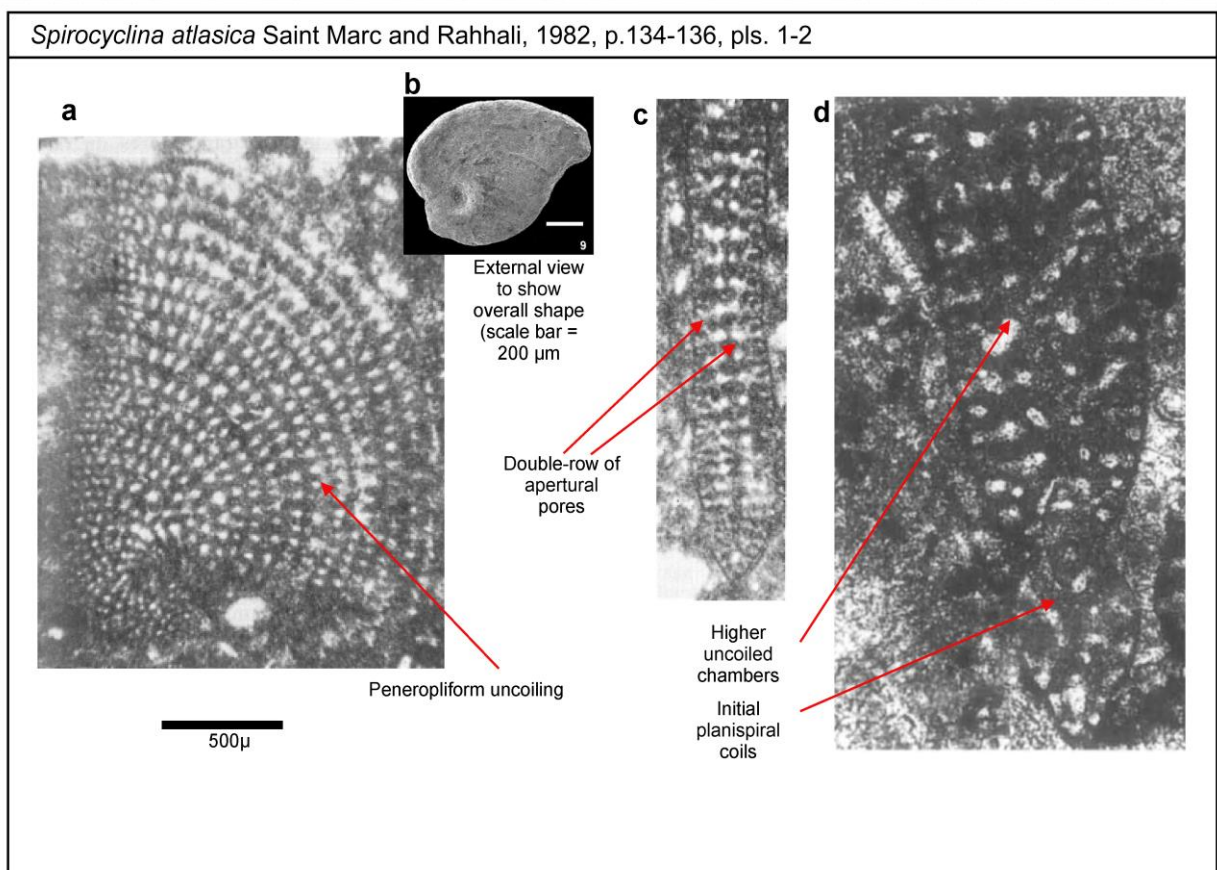 Spirocyclina atlasica Saint Marc and Rahhali, 1982, p.134-136, pls. 1-2
a
b
9
External view
to show
overall shape
(scale bar =
200 µm
c
d
Double-row of
apertural
pores
Peneropliform uncoiling
500µ
Higher
uncoiled
chambers
Initial
planispiral
coils